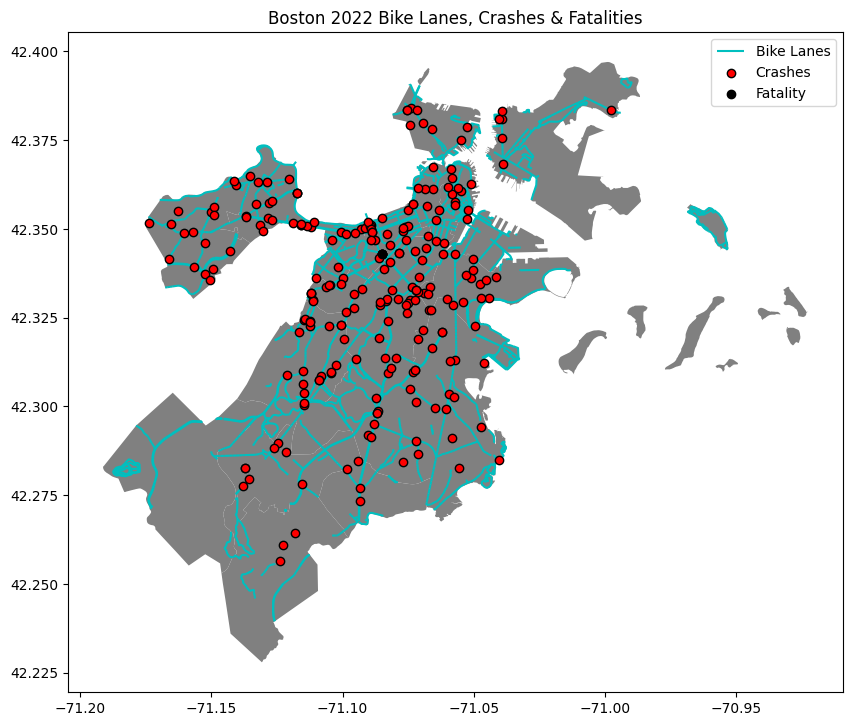 Boston 2022 Bike Lanes, Crashes & Fatalities
Bike Lanes
Crashes
Fatality
42.400
42.375
42.350
42.325
42.300
42.275
42.250
42.225
−71.20 −71.15 −71.10 −71.05 −71.00 −70.95